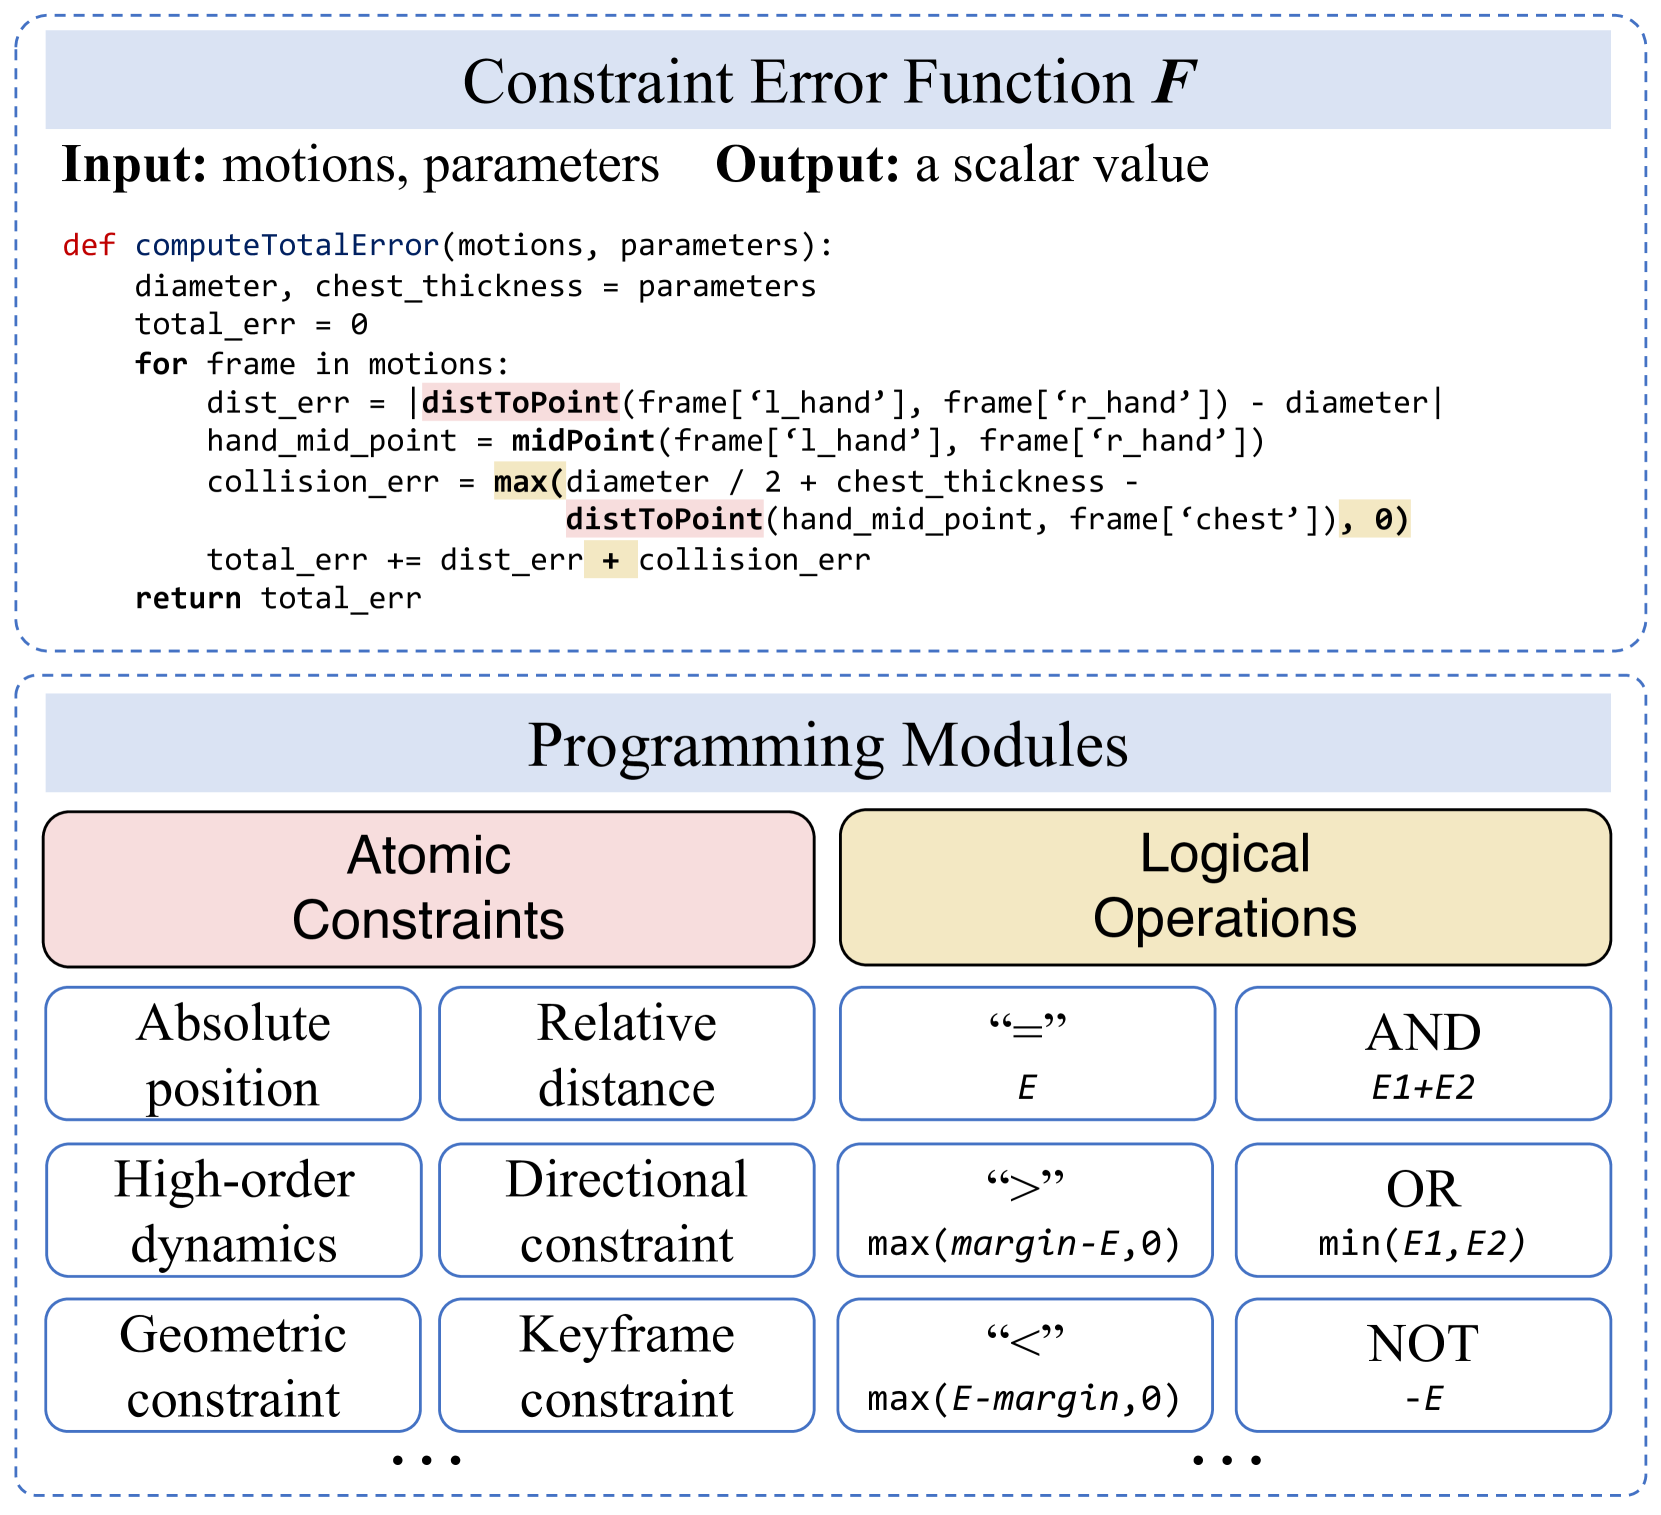 Constraint Error Function F
Input: motions, parameters Output: a scalar value
def computeTotalError(motions, parameters):
    diameter, chest_thickness = parameters
    total_err = 0
    for frame in motions:
        dist_err = |distToPoint(frame[‘l_hand’], frame[‘r_hand’]) - diameter|
        hand_mid_point = midPoint(frame[‘l_hand’], frame[‘r_hand’])
        collision_err = max(diameter / 2 + chest_thickness -
                            distToPoint(hand_mid_point, frame[‘chest’]), 0)
        total_err += dist_err + collision_err
    return total_err
Programming Modules
Atomic
Constraints
Logical
Operations
Absolute
position
Relative
distance
“=”
E
AND
E1+E2
High-order
dynamics
Directional
constraint
“>”
max(margin-E,0)
OR
min(E1,E2)
Geometric
constraint
Keyframe
constraint
“<”
max(E-margin,0)
NOT
-E
...
...